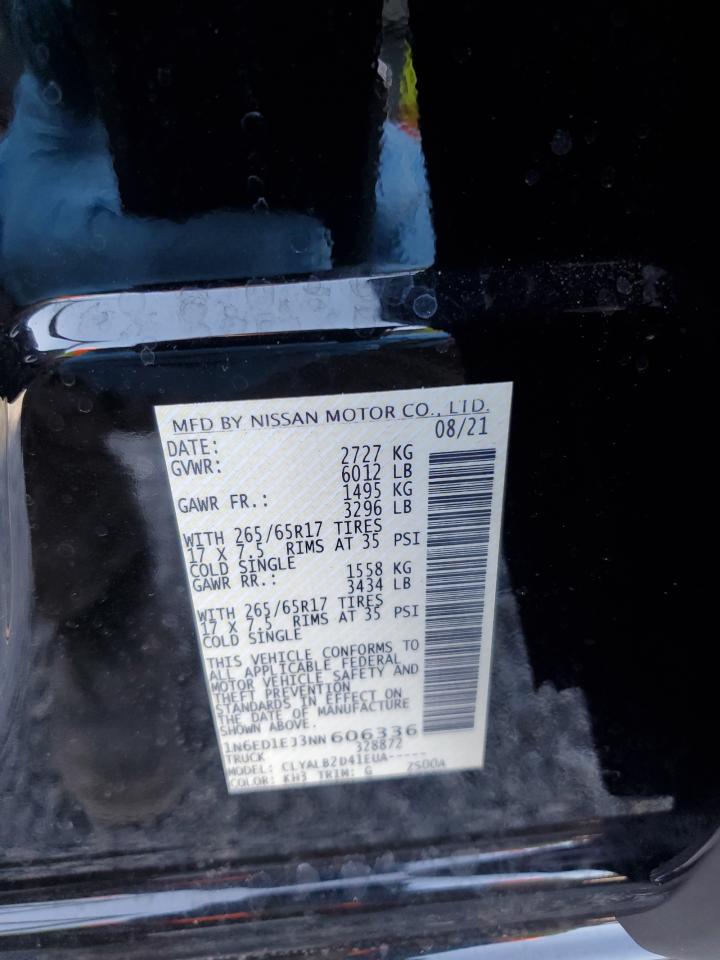 MFD BY NISSAN MOTOR CO., LTD.
DATE: 08/21
GVWR: 2727 KG
6012 LB
GAWR FR.: 1495 KG
3296 LB
WITH 265/65R17 TIRES
17 X 7.5 RIMS AT 35 PSI
COLD SINGLE
GAWR RR.: 1558 KG
3434 LB
WITH 265/65R17 TIRES
17 X 7.5 RIMS AT 35 PSI
COLD SINGLE
THIS VEHICLE CONFORMS TO
ALL APPLICABLE FEDERAL
MOTOR VEHICLE SAFETY AND
THEFT PREVENTION
STANDARDS IN EFFECT ON
THE DATE OF MANUFACTURE
SHOWN ABOVE.
1N6ED1EJ3NN606336
TRUCK 328872
MODEL: CLYALB2D41EUA-----
COLOR: KH3 TRIM: G ZS00A